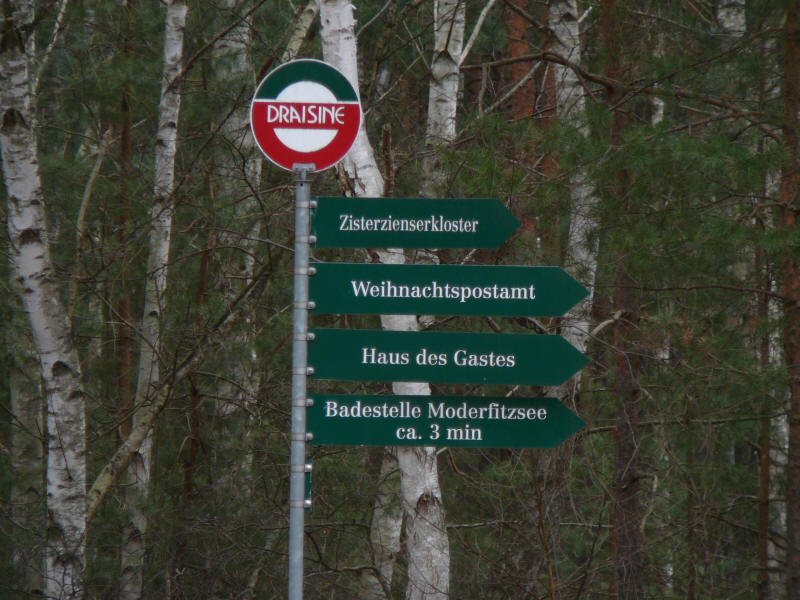 DRAISINE
Zisterzienserkloster
Weihnachtspostamt
Haus des Gastes
Badestelle Moderfitzsee
ca. 3 min